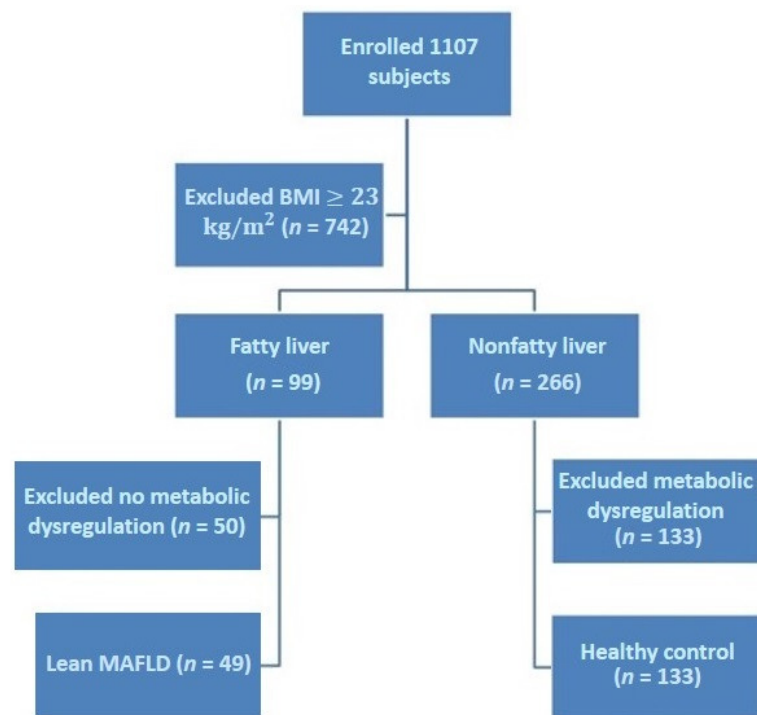 Enrolled 1107
subjects
Excluded BMI ≥ 23
kg/m² (n = 742)
Fatty liver
(n = 99)
Nonfatty liver
(n = 266)
Excluded no metabolic
dysregulation (n = 50)
Excluded metabolic
dysregulation
(n = 133)
Lean MAFLD (n = 49)
Healthy control
(n = 133)